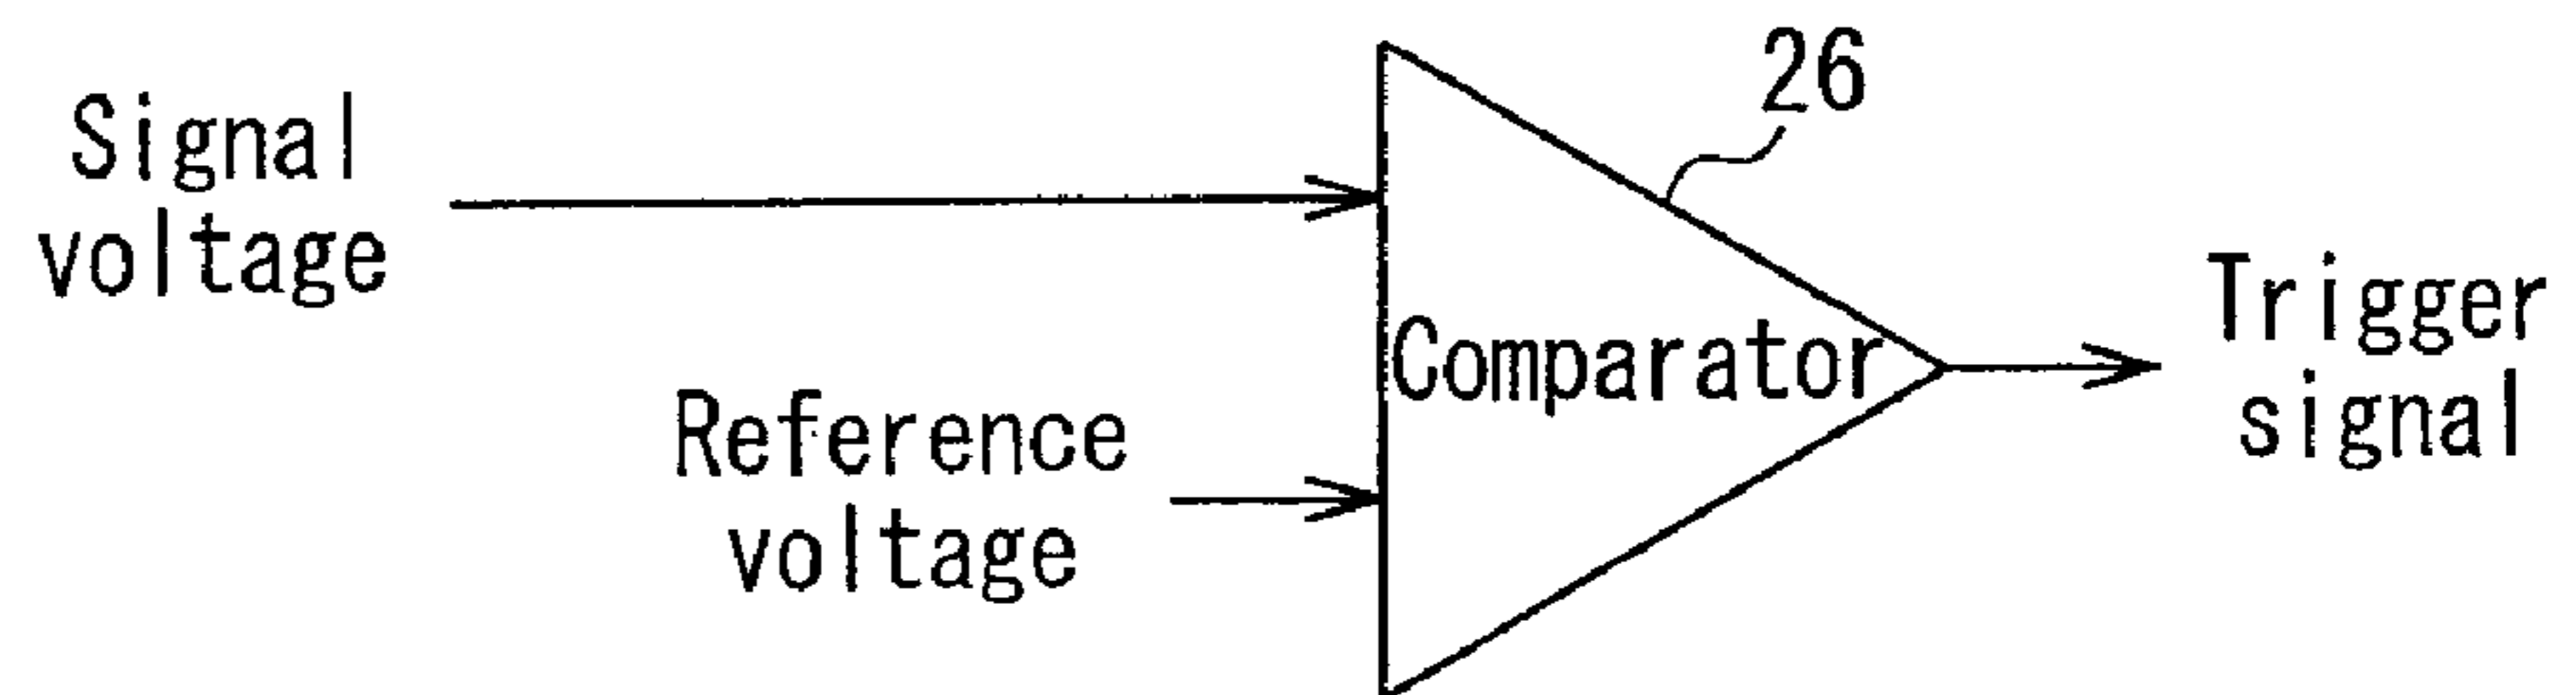 26
Signal
voltage
Comparator
Trigger
signal
Reference
voltage